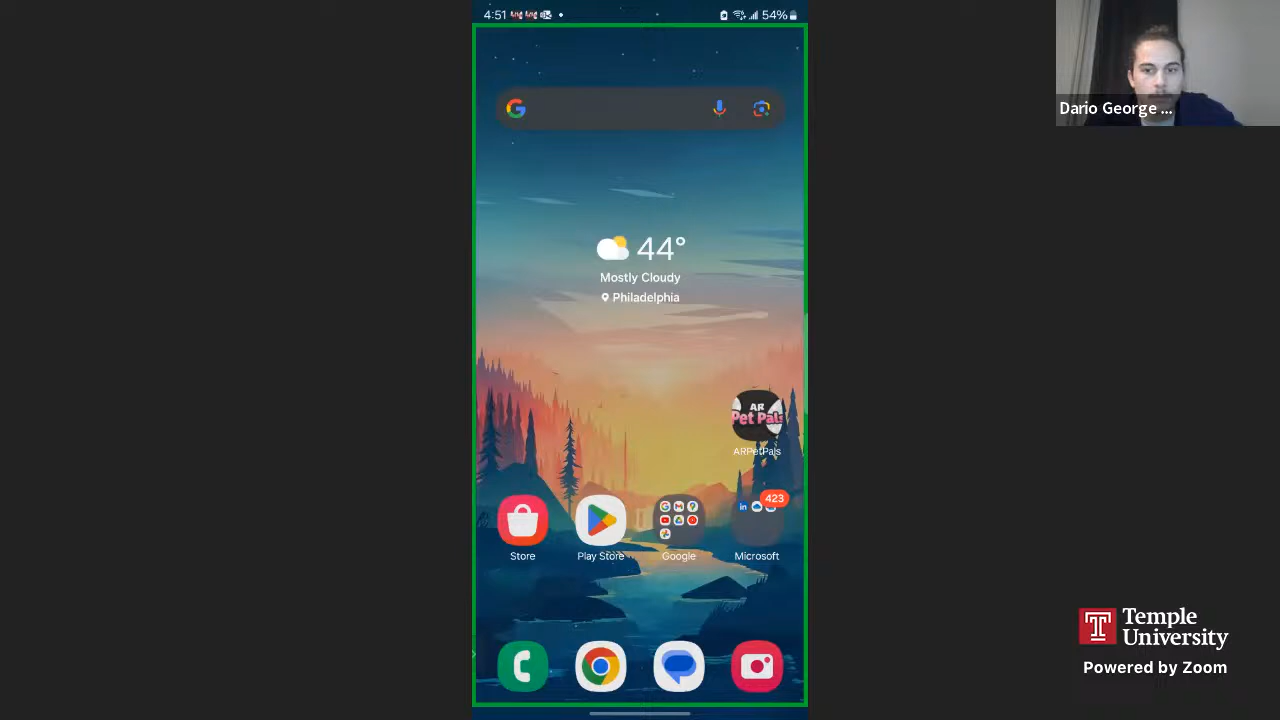 4:51
54%
Dario George ...
44°
Mostly Cloudy
Philadelphia
AR
Pet Pals
ARPetPals
423
in
Store
Play Store
Google
Microsoft
Temple
University
Powered by Zoom